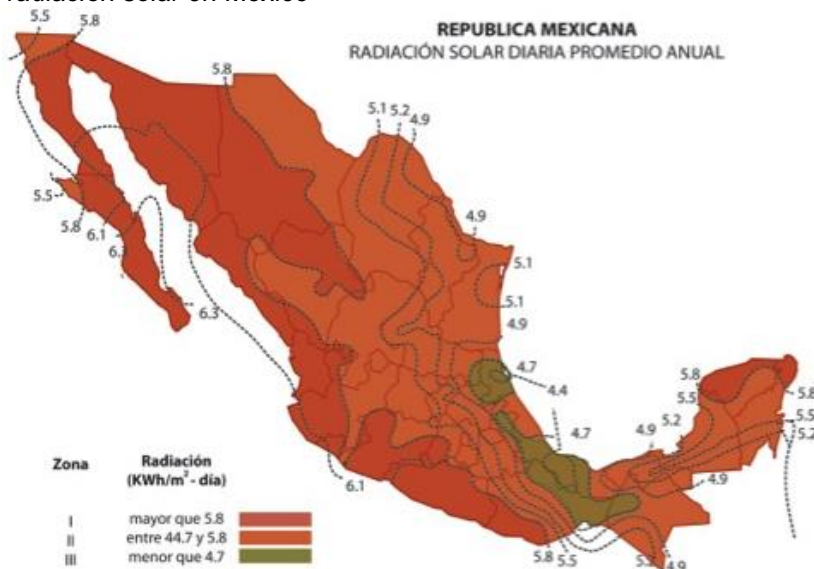 radiación solar en México
REPUBLICA MEXICANA
RADIACIÓN SOLAR DIARIA PROMEDIO ANUAL
5.5
5.8
5.8
5.1
5.2
4.9
5.5
5.8
6.1
6.3
4.9
5.1
5.1
4.9
4.7
4.4
5.8
5.5
5.8
5.5
5.2
4.9
5.2
4.7
4.9
6.1
5.8
5.5
4.9
Zona
Radiación
(KWh/m² - día)
I
mayor que 5.8
II
entre 44.7 y 5.8
III
menor que 4.7